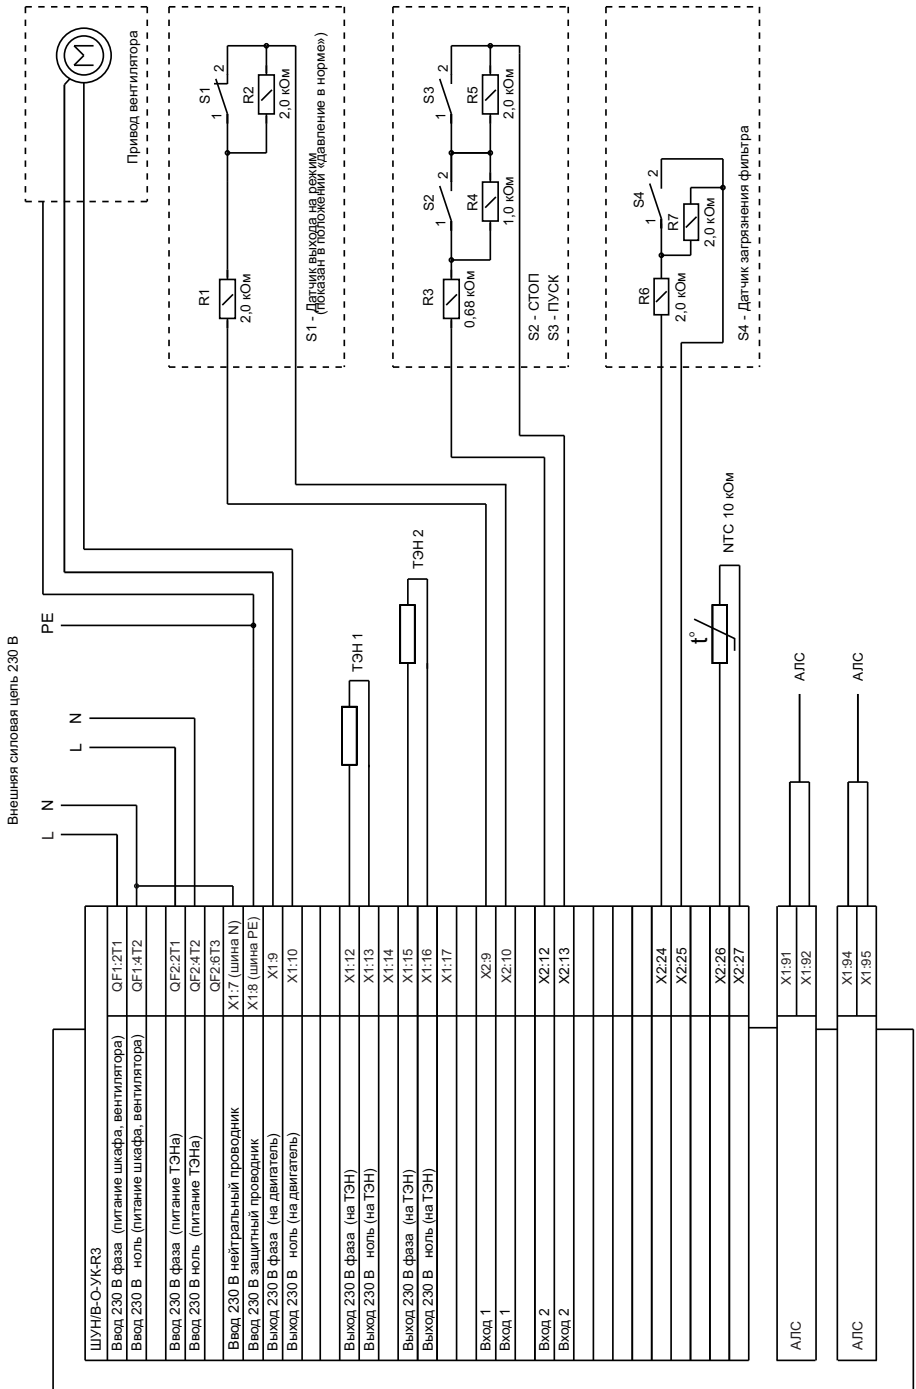 Внешняя силовая цепь 230 В
L
N
L
N
PE
Привод вентилятора
M
S1
1
2
R2
2,0 кОм
R1
2,0 кОм
S1 - Датчик выхода на режим
(показан в положении «давление в норме»)
S3
1
2
R5
2,0 кОм
S2
1
2
R4
1,0 кОм
R3
0,68 кОм
S2 - СТОП
S3 - ПУСК
S4
1
2
R7
2,0 кОм
R6
2,0 кОм
S4 - Датчик загрязнения фильтра
ТЭН 1
ТЭН 2
t°
NTC 10 кОм
АЛС
АЛС
ШУН/В-О-УК-R3
Ввод 230 В фаза (питание шкафа, вентилятора) QF1:2T1
Ввод 230 В ноль (питание шкафа, вентилятора) QF1:4T2
Ввод 230 В фаза (питание ТЭНа) QF2:2T1
Ввод 230 В ноль (питание ТЭНа) QF2:4T2
QF2:6T3
Ввод 230 В нейтральный проводник X1:7 (шина N)
Ввод 230 В защитный проводник X1:8 (шина PE)
Выход 230 В фаза (на двигатель) X1:9
Выход 230 В ноль (на двигатель) X1:10
Выход 230 В фаза (на ТЭН) X1:12
Выход 230 В ноль (на ТЭН) X1:13
X1:14
Выход 230 В фаза (на ТЭН) X1:15
Выход 230 В ноль (на ТЭН) X1:16
X1:17
Вход 1 X2:9
Вход 1 X2:10
Вход 2 X2:12
Вход 2 X2:13
X2:24
X2:25
X2:26
X2:27
АЛС X1:91
X1:92
АЛС X1:94
X1:95